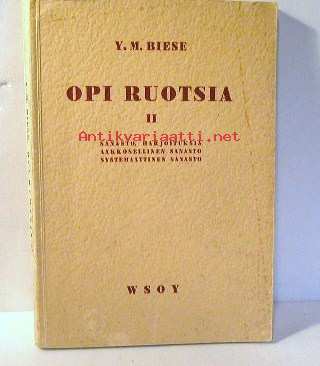 Y. M. BIESE
OPI RUOTSIA
II
Antikvariaatti.net
SANASTO, HARJOITUKSIA
AAKKOSELLINEN SANASTO
SYSTEMAATTINEN SANASTO
WSOY